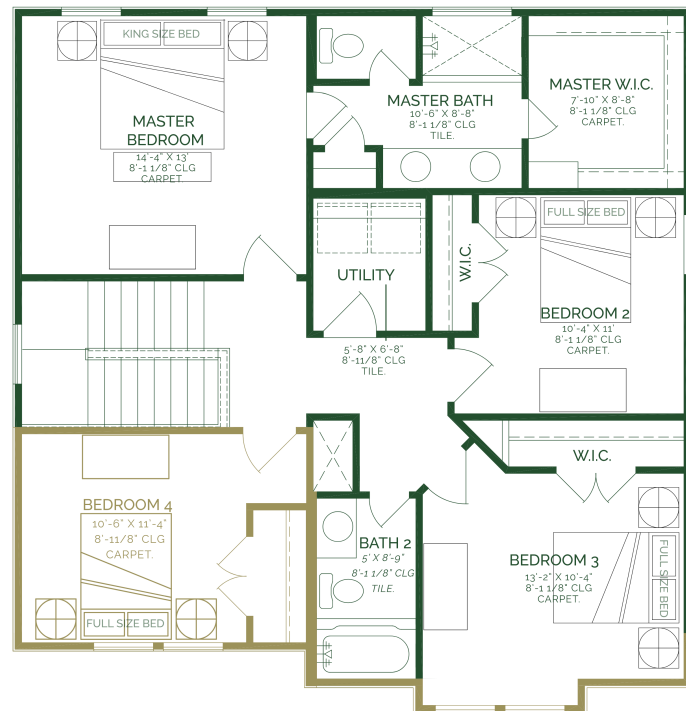 KING SIZE BED
MASTER
BEDROOM
14'-4" X 13'
8'-1 1/8" CLG
CARPET
MASTER BATH
10'-6" X 8'-8"
8'-1 1/8" CLG
TILE.
MASTER W.I.C.
7'-10" X 8'-8"
8'-1 1/8" CLG
CARPET.
UTILITY
5'-8" X 6'-8"
8'-11/8" CLG
TILE.
W.I.C.
FULL SIZE BED
BEDROOM 2
10'-4" X 11'
8'-1 1/8" CLG
CARPET.
BEDROOM 4
10'-6" X 11'-4"
8'-11/8" CLG
CARPET.
FULL SIZE BED
BATH 2
5' X 8'-9"
8'-1 1/8" CLG
TILE.
W.I.C.
BEDROOM 3
13'-2" X 10'-4"
8'-1 1/8" CLG
CARPET.
FULL SIZE BED